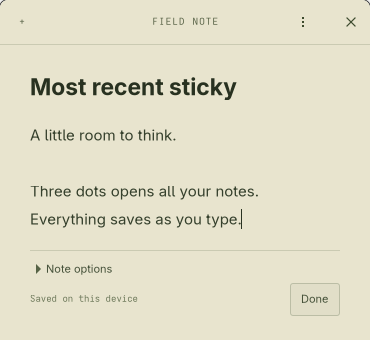 + FIELD NOTE
Most recent sticky
A little room to think.
Three dots opens all your notes.
Everything saves as you type.
Note options
Saved on this device
Done